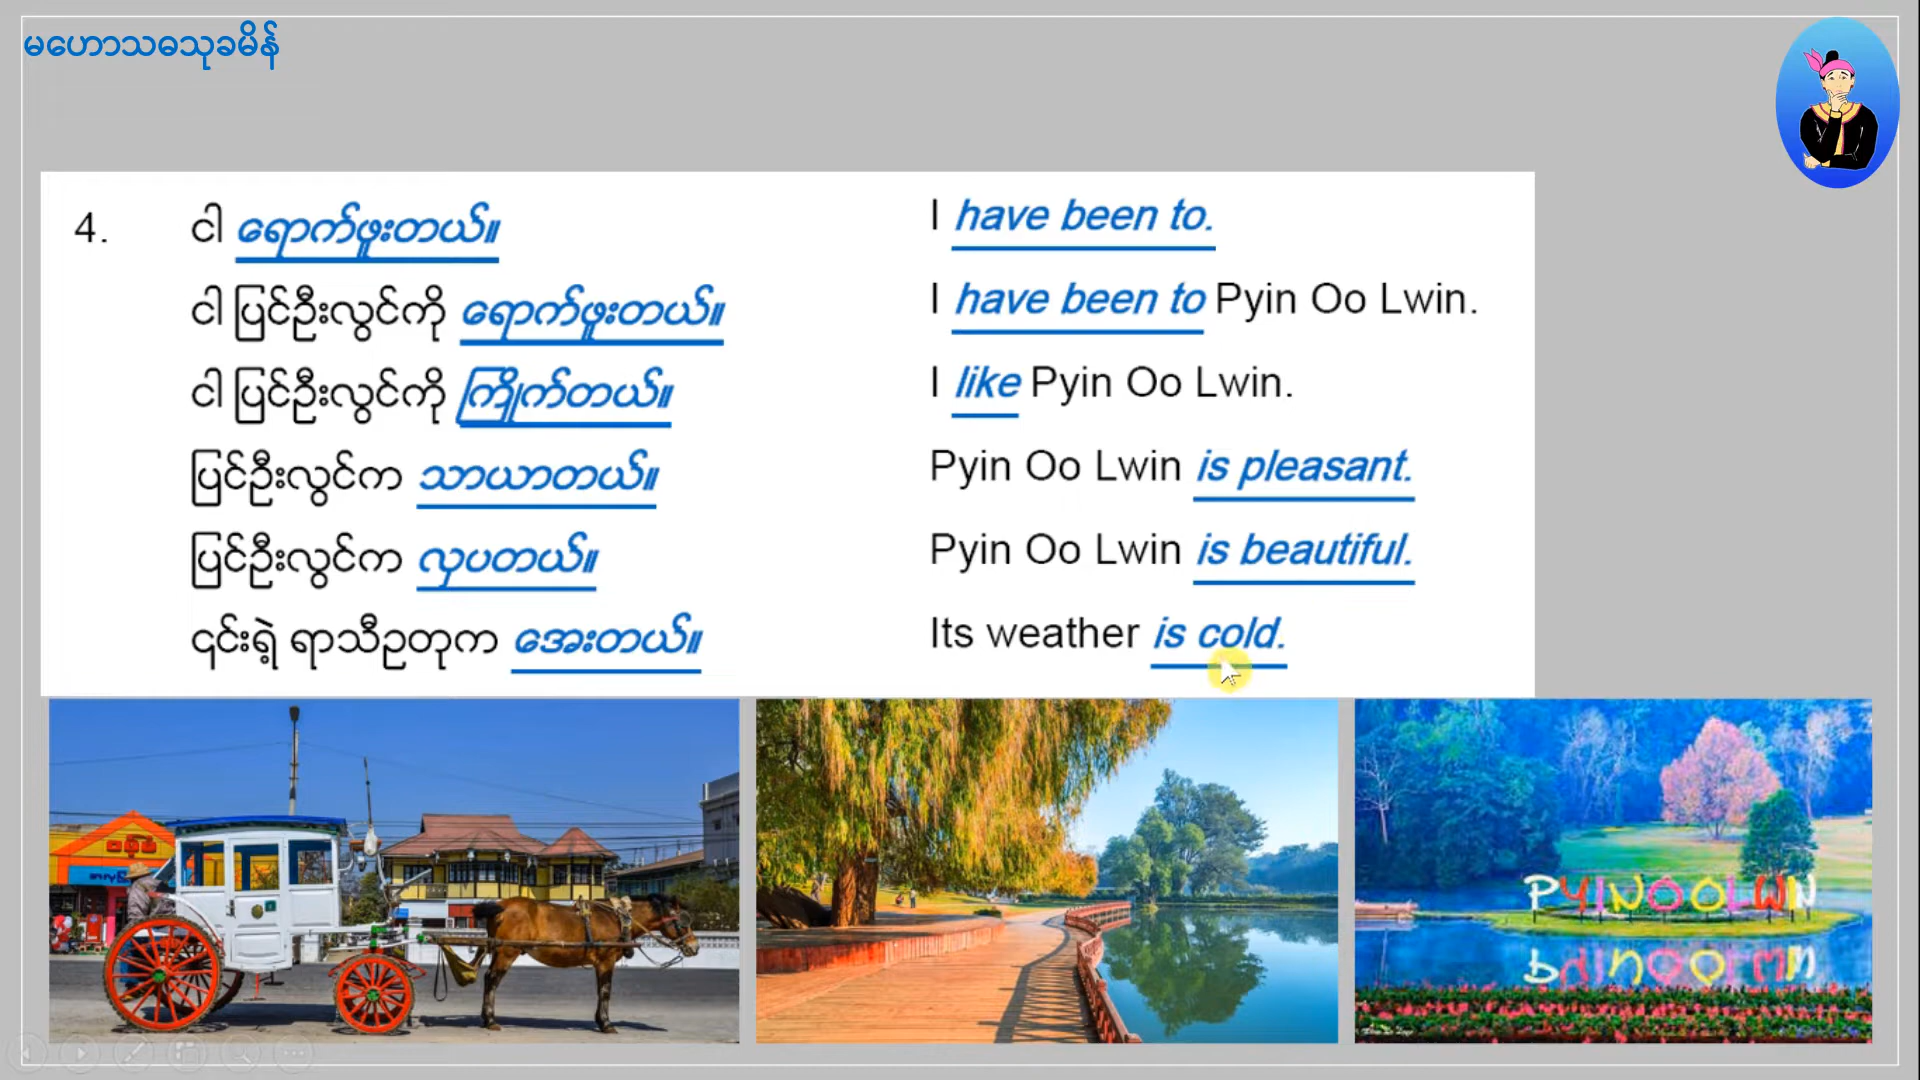 မဟောသဓသုခမိန်
4. ငါ ရောက်ဖူးတယ်။ I have been to.
ငါ ပြင်ဦးလွင်ကို ရောက်ဖူးတယ်။ I have been to Pyin Oo Lwin.
ငါ ပြင်ဦးလွင်ကို ကြိုက်တယ်။ I like Pyin Oo Lwin.
ပြင်ဦးလွင်က သာယာတယ်။ Pyin Oo Lwin is pleasant.
ပြင်ဦးလွင်က လှပတယ်။ Pyin Oo Lwin is beautiful.
၎င်းရဲ့ ရာသီဥတုက အေးတယ်။ Its weather is cold.
PYINOOLWIN